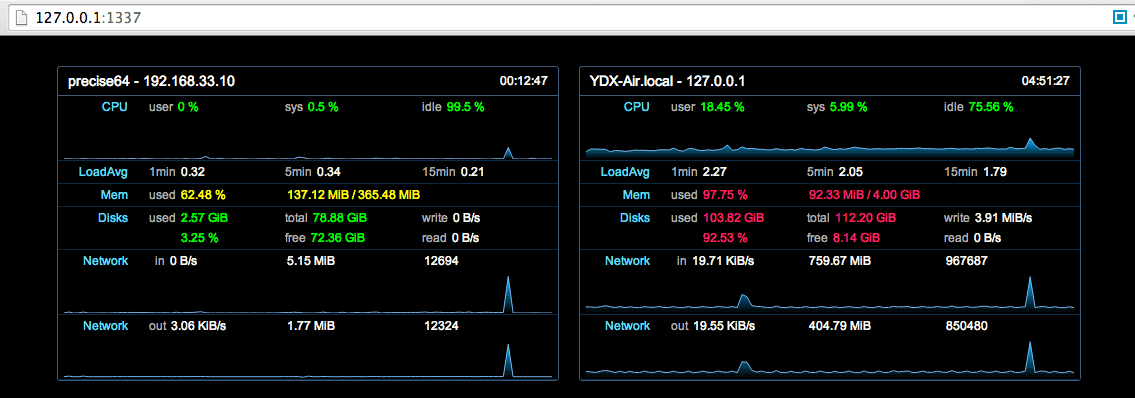 127.0.0.1:1337
precise64 - 192.168.33.10 00:12:47
CPU user 0 % sys 0.5 % idle 99.5 %
LoadAvg 1min 0.32 5min 0.34 15min 0.21
Mem used 62.48 % 137.12 MiB / 365.48 MiB
Disks used 2.57 GiB total 78.88 GiB write 0 B/s
3.25 % free 72.36 GiB read 0 B/s
Network in 0 B/s 5.15 MiB 12694
Network out 3.06 KiB/s 1.77 MiB 12324
YDX-Air.local - 127.0.0.1 04:51:27
CPU user 18.45 % sys 5.99 % idle 75.56 %
LoadAvg 1min 2.27 5min 2.05 15min 1.79
Mem used 97.75 % 92.33 MiB / 4.00 GiB
Disks used 103.82 GiB total 112.20 GiB write 3.91 MiB/s
92.53 % free 8.14 GiB read 0 B/s
Network in 19.71 KiB/s 759.67 MiB 967687
Network out 19.55 KiB/s 404.79 MiB 850480